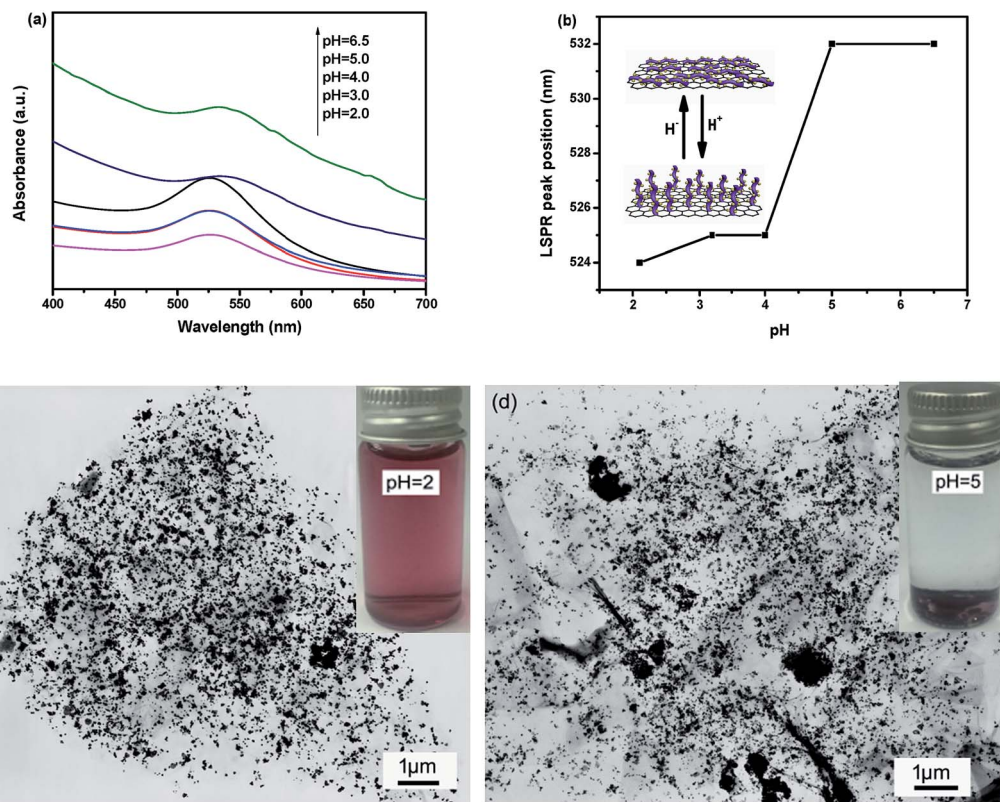 (a)
pH=6.5
pH=5.0
pH=4.0
pH=3.0
pH=2.0
Absorbance (a.u.)
400 450 500 550 600 650 700
Wavelength (nm)
(b)
532
530
528
526
524
LSPR peak position (nm)
H⁻
H⁺
2 3 4 5 6 7
pH
pH=2
1μm
(d)
pH=5
1μm